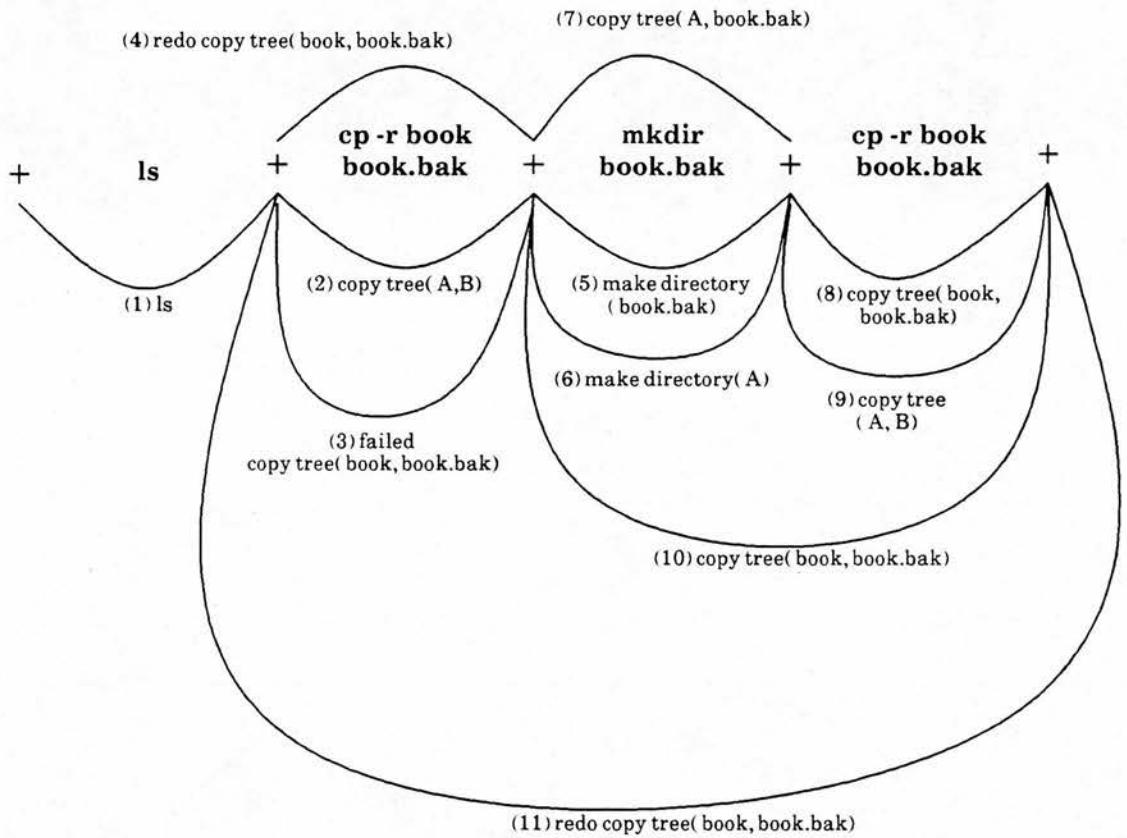 (7) copy tree( A, book.bak)
(4) redo copy tree( book, book.bak)
+ ls + cp -r book + mkdir + cp -r book +
book.bak book.bak book.bak
(1) ls
(2) copy tree( A,B)
(5) make directory
( book.bak)
(8) copy tree( book,
book.bak)
(6) make directory( A)
(9) copy tree
( A, B)
(3) failed
copy tree( book, book.bak)
(10) copy tree( book, book.bak)
(11) redo copy tree( book, book.bak)